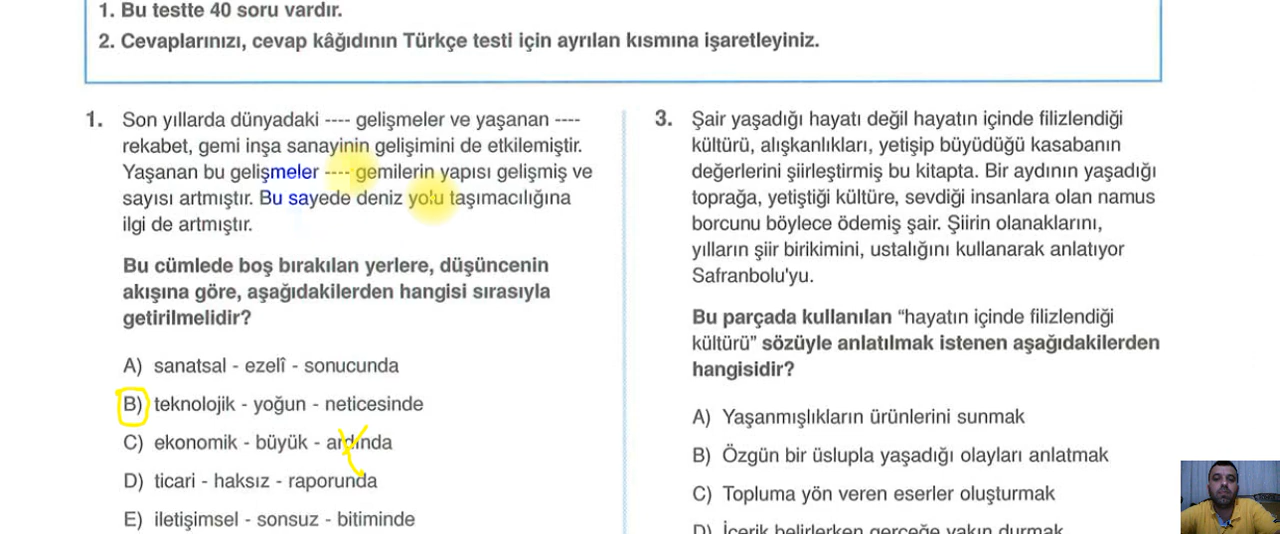 1. Bu testte 40 soru vardır.
2. Cevaplarınızı, cevap kâğıdının Türkçe testi için ayrılan kısmına işaretleyiniz.
1. Son yıllarda dünyadaki ---- gelişmeler ve yaşanan ----
rekabet, gemi inşa sanayinin gelişimini de etkilemiştir.
Yaşanan bu gelişmeler ---- gemilerin yapısı gelişmiş ve
sayısı artmıştır. Bu sayede deniz yolu taşımacılığına
ilgi de artmıştır.
Bu cümlede boş bırakılan yerlere, düşüncenin
akışına göre, aşağıdakilerden hangisi sırasıyla
getirilmelidir?
A) sanatsal - ezelî - sonucunda
B) teknolojik - yoğun - neticesinde
C) ekonomik - büyük - ardında
D) ticari - haksız - raporunda
E) iletişimsel - sonsuz - bitiminde
3. Şair yaşadığı hayatı değil hayatın içinde filizlendiği
kültürü, alışkanlıkları, yetişip büyüdüğü kasabanın
değerlerini şiirleştirmiş bu kitapta. Bir aydının yaşadığı
toprağa, yetiştiği kültüre, sevdiği insanlara olan namus
borcunu böylece ödemiş şair. Şiirin olanaklarını,
yılların şiir birikimini, ustalığını kullanarak anlatıyor
Safranbolu'yu.
Bu parçada kullanılan “hayatın içinde filizlendiği
kültürü” sözüyle anlatılmak istenen aşağıdakilerden
hangisidir?
A) Yaşanmışlıkların ürünlerini sunmak
B) Özgün bir üslupla yaşadığı olayları anlatmak
C) Topluma yön veren eserler oluşturmak
D) İçerik belirlerken gerçeğe yakın durmak